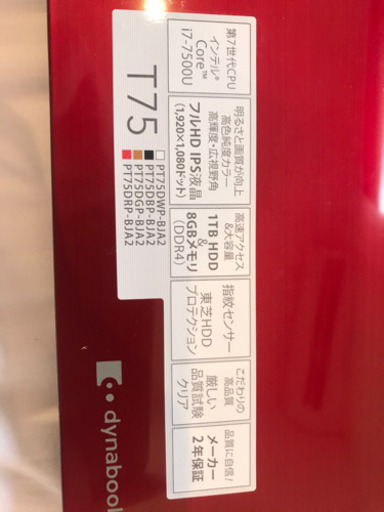 第7世代CPU
インテル®
Core™
i7-7500U
明るさと画質が向上
高色純度カラー
高輝度・広視野角
フルHD IPS液晶
(1,920×1,080ドット)
高速アクセス
&大容量
1TB HDD
&
8GBメモリ
(DDR4)
指紋センサー
東芝HDD
プロテクション
こだわりの
高品質
厳しい
品質試験
クリア
品質に自信!
メーカー
2年保証
T75
PT75DWP-BJA2
PT75DBP-BJA2
PT75DGP-BJA2
PT75DRP-BJA2
dynabook